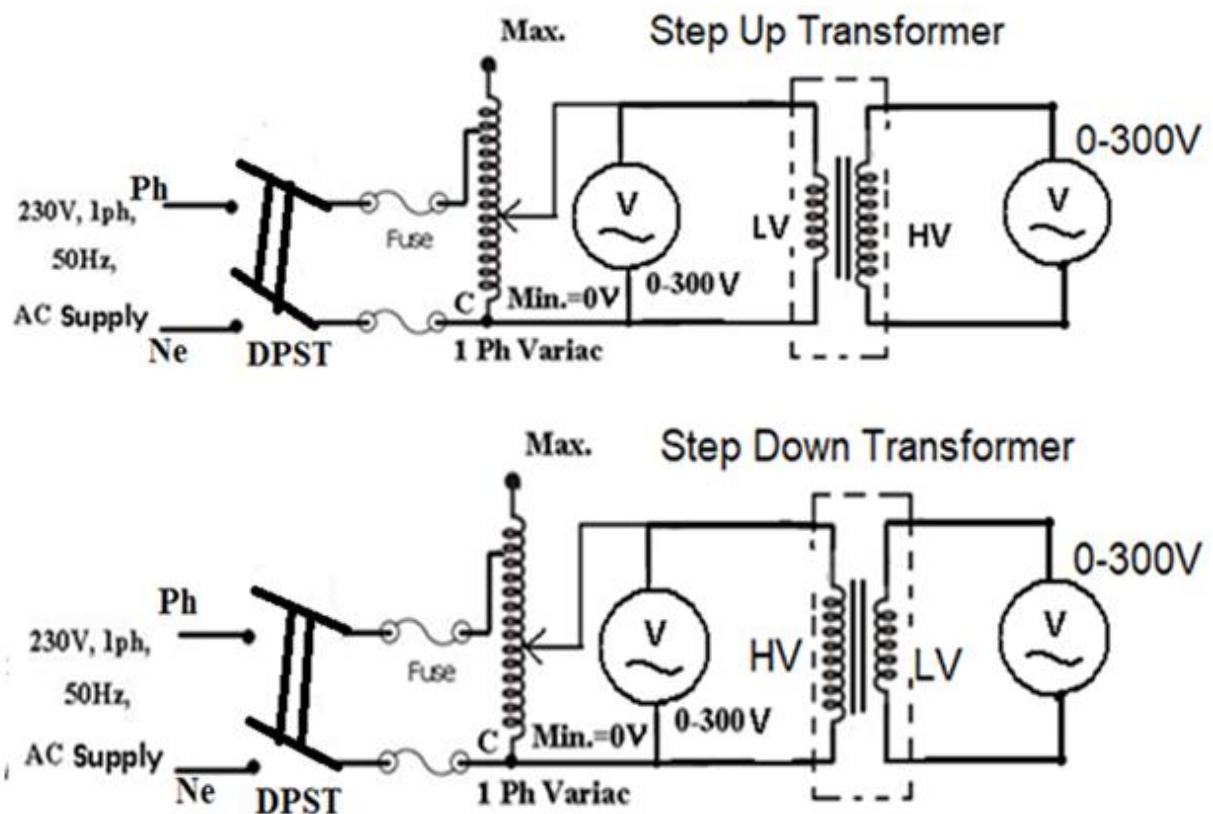 Max.
Step Up Transformer
0-300V
Ph
230V, 1ph,
50Hz,
AC Supply
Ne
DPST
Fuse
C
Min.=0V
1 Ph Variac
V
0-300V
LV
HV
V
Max.
Step Down Transformer
0-300V
Ph
230V, 1ph,
50Hz,
AC Supply
Ne
DPST
Fuse
C
Min.=0V
1 Ph Variac
V
0-300V
HV
LV
V